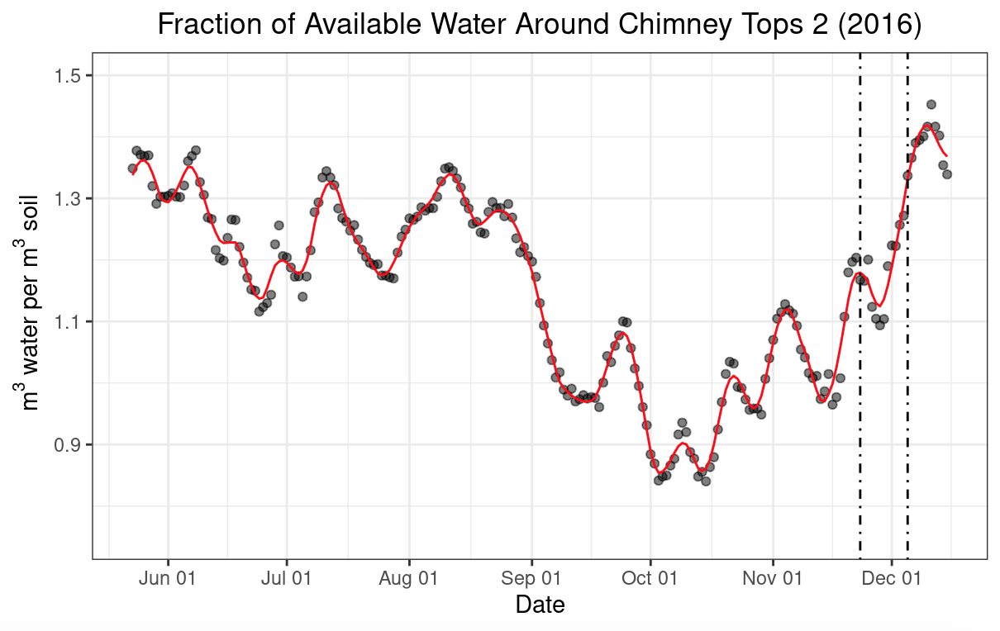 Fraction of Available Water Around Chimney Tops 2 (2016)
m³ water per m³ soil
1.5
1.3
1.1
0.9
Jun 01 Jul 01 Aug 01 Sep 01 Oct 01 Nov 01 Dec 01
Date